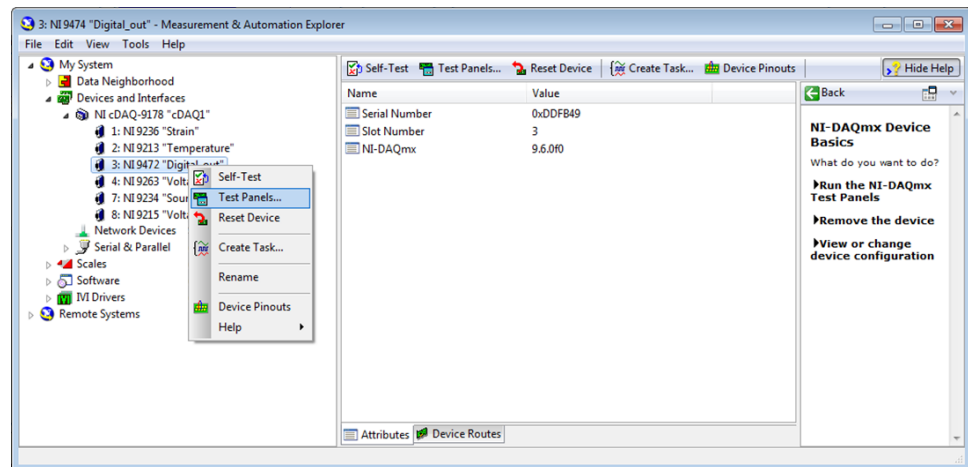 3: NI 9474 "Digital_out" - Measurement & Automation Explorer
File Edit View Tools Help
My System
Data Neighborhood
Devices and Interfaces
NI cDAQ-9178 "cDAQ1"
1: NI 9236 "Strain"
2: NI 9213 "Temperature"
3: NI 9472 "Digital_out"
4: NI 9263 "Volt
7: NI 9234 "Sour
8: NI 9215 "Volt
Network Devices
Serial & Parallel
Scales
Software
IVI Drivers
Remote Systems
Self-Test
Test Panels...
Reset Device
Create Task...
Rename
Device Pinouts
Help
Self-Test Test Panels... Reset Device Create Task... Device Pinouts Hide Help
Name Value
Serial Number 0xDDFB49
Slot Number 3
NI-DAQmx 9.6.0f0
Attributes Device Routes
Back
NI-DAQmx Device
Basics
What do you want to do?
Run the NI-DAQmx
Test Panels
Remove the device
View or change
device configuration